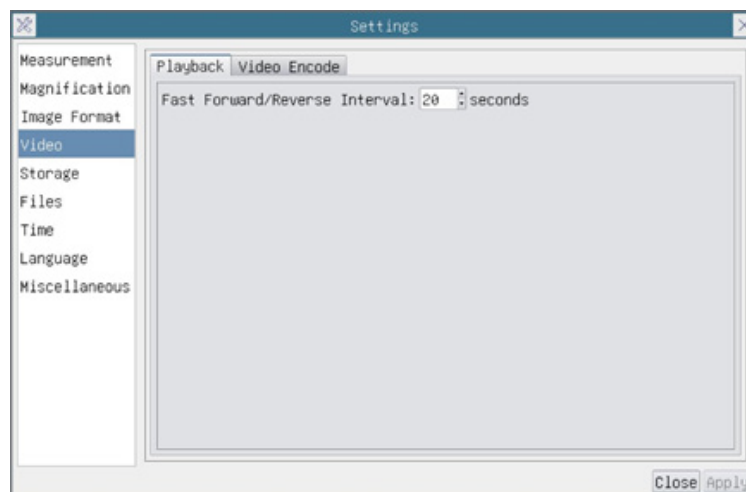 Settings
Measurement
Magnification
Image Format
Video
Storage
Files
Time
Language
Miscellaneous
Playback Video Encode
Fast Forward/Reverse Interval: 20 seconds
Close Apply